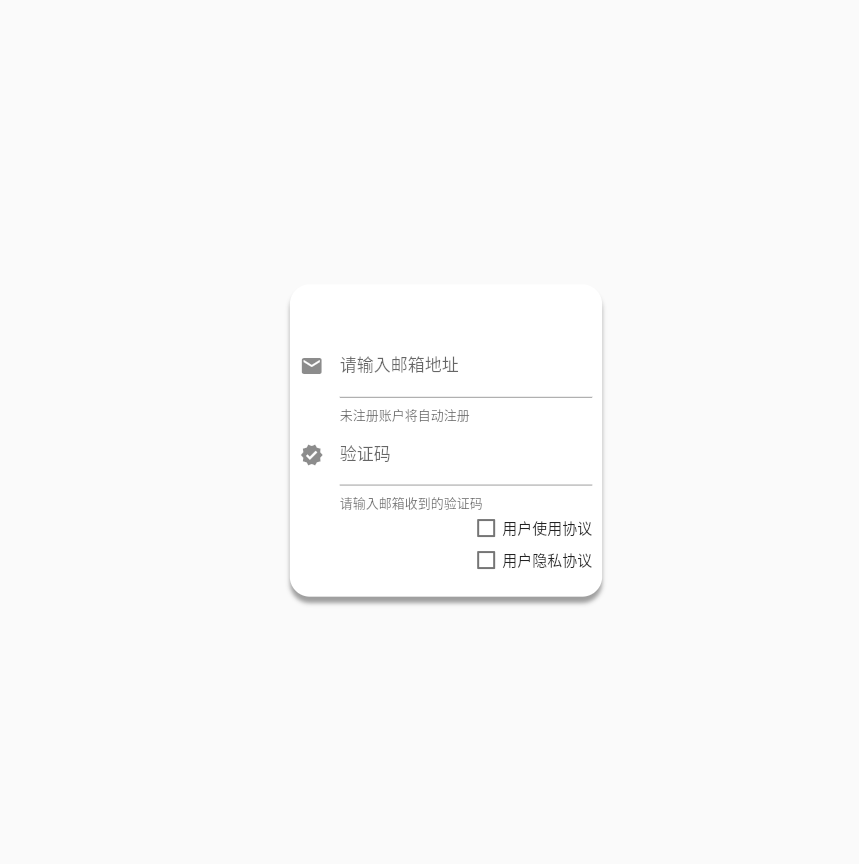 请输入邮箱地址
未注册账户将自动注册
验证码
请输入邮箱收到的验证码
用户使用协议
用户隐私协议